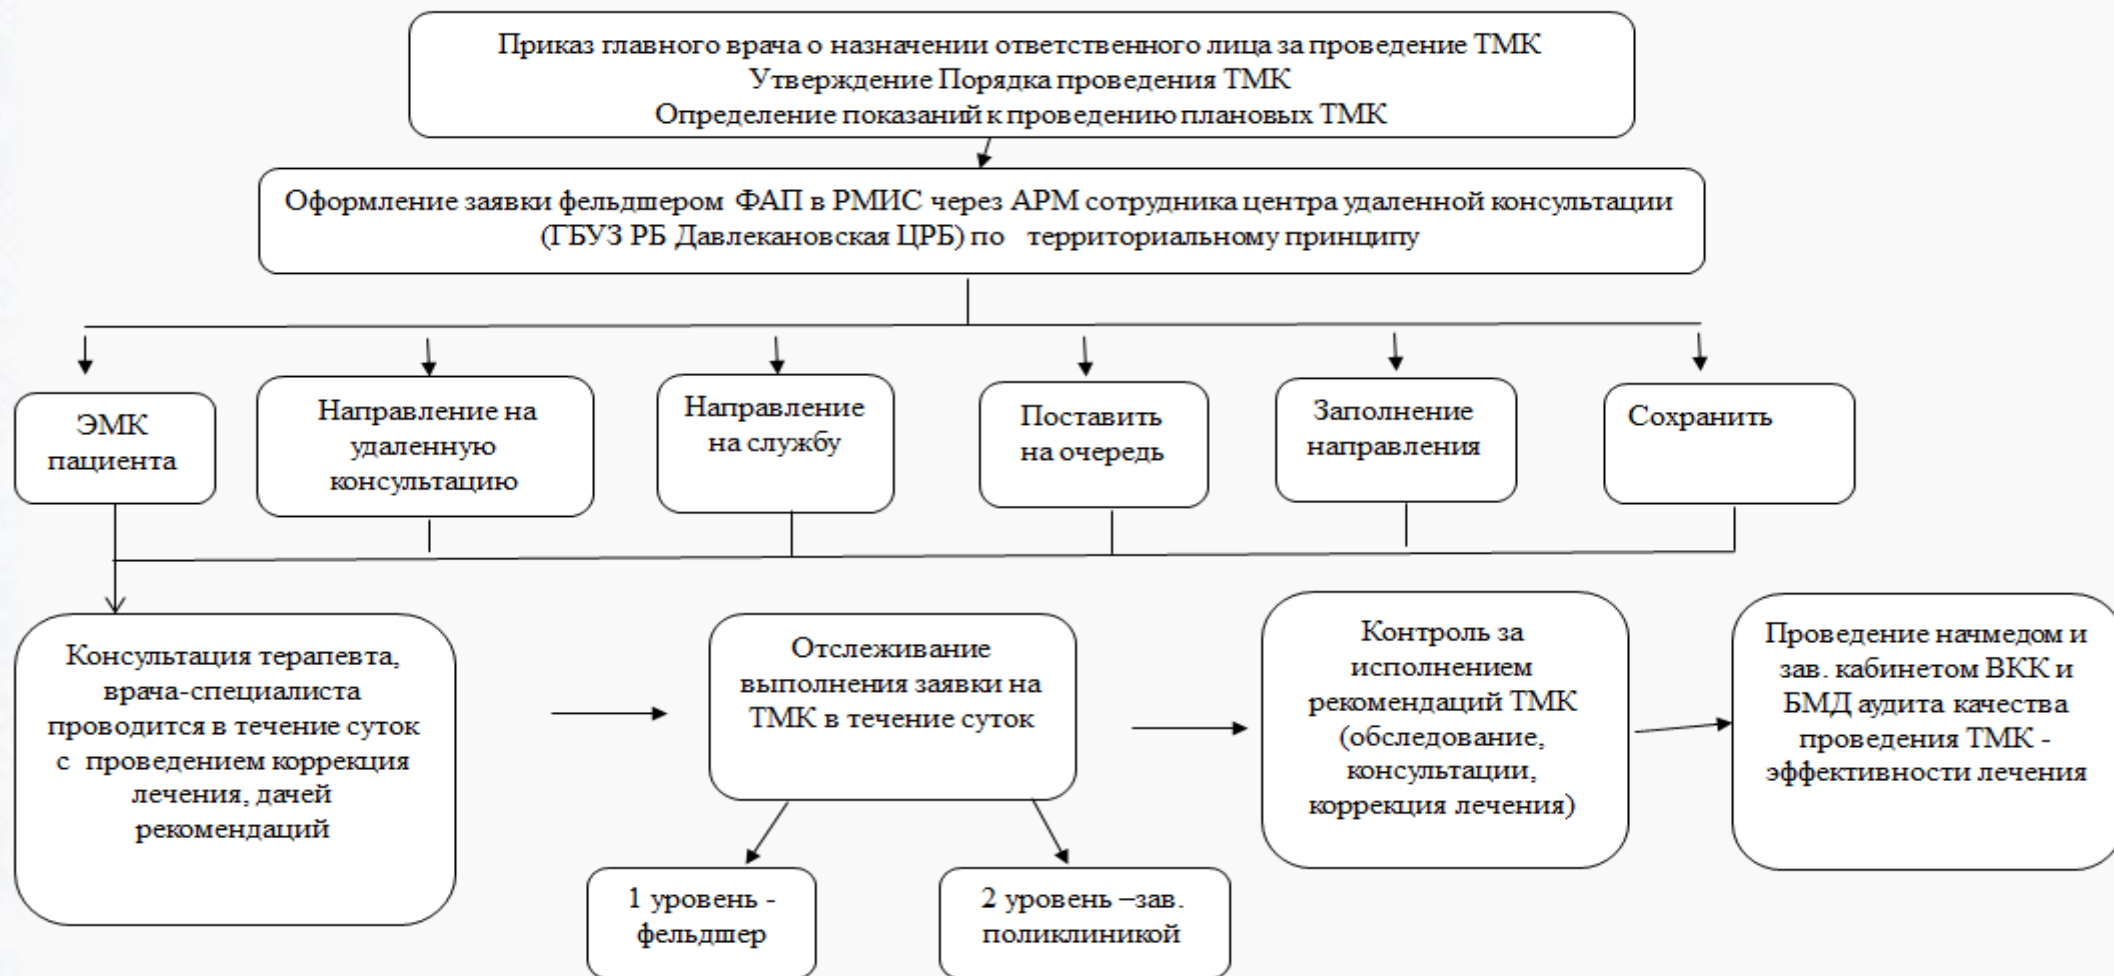 Приказ главного врача о назначении ответственного лица за проведение ТМК
Утверждение Порядка проведения ТМК
Определение показаний к проведению плановых ТМК
Оформление заявки фельдшером ФАП в РМИС через АРМ сотрудника центра удаленной консультации
(ГБУЗ РБ Давлекановская ЦРБ) по территориальному принципу
ЭМК
пациента
Направление на
удаленную
консультацию
Направление
на службу
Поставить
на очередь
Заполнение
направления
Сохранить
Консультация терапевта,
врача-специалиста
проводится в течение суток
с проведением коррекция
лечения, дачей
рекомендаций
Отслеживание
выполнения заявки на
ТМК в течение суток
Контроль за
исполнением
рекомендаций ТМК
(обследование,
консультации,
коррекция лечения)
Проведение начмедом и
зав. кабинетом ВКК и
БМД аудита качества
проведения ТМК -
эффективности лечения
1 уровень -
фельдшер
2 уровень –зав.
поликлиникой